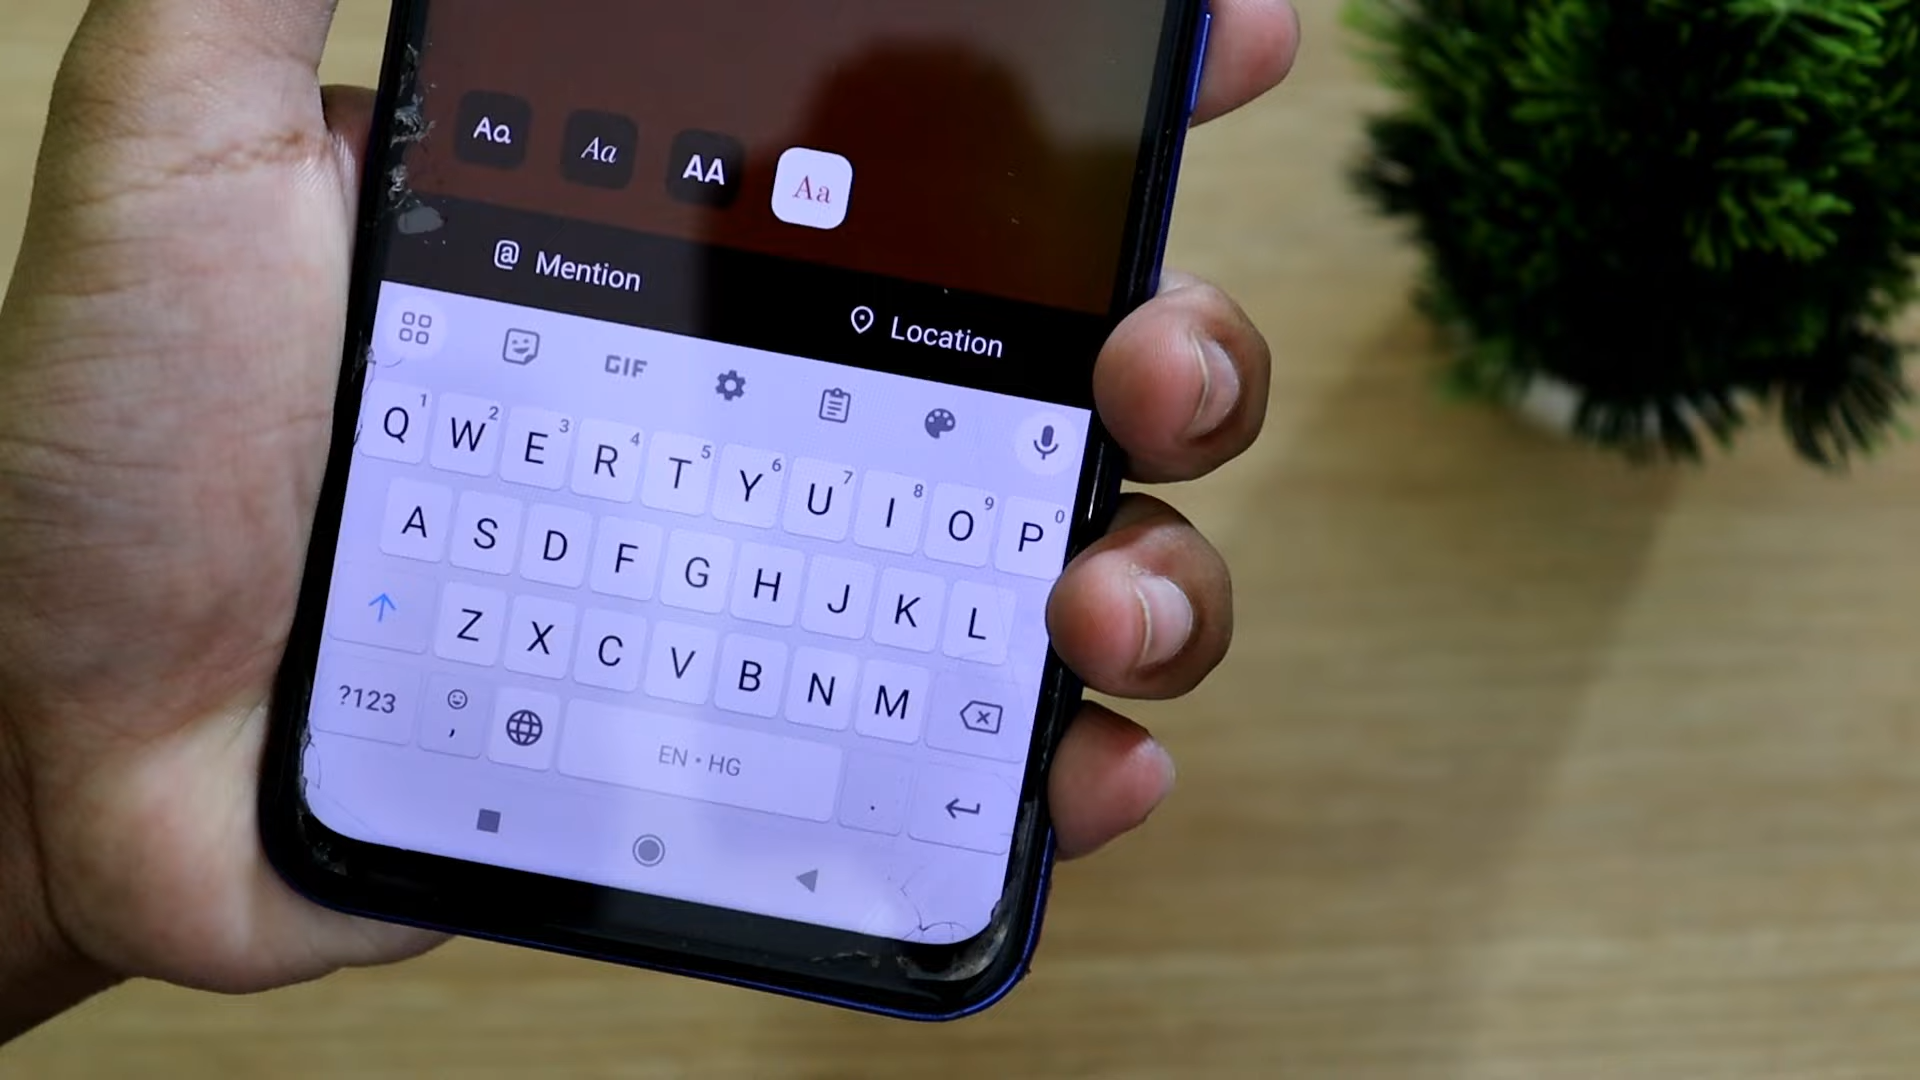 Aa Aa AA Aa
@ Mention
Location
GIF
Q1 W2 E3 R4 T5 Y6 U7 I8 O9 P0
A S D F G H J K L
Z X C V B N M
?123 , EN • HG .